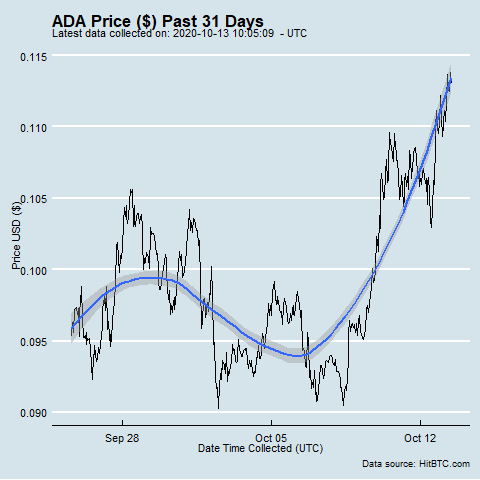 ADA Price ($) Past 31 Days
Latest data collected on: 2020-10-13 10:05:09 - UTC
0.115
0.110
0.105
0.100
0.095
0.090
Price USD ($)
Sep 28
Oct 05
Oct 12
Date Time Collected (UTC)
Data source: HitBTC.com